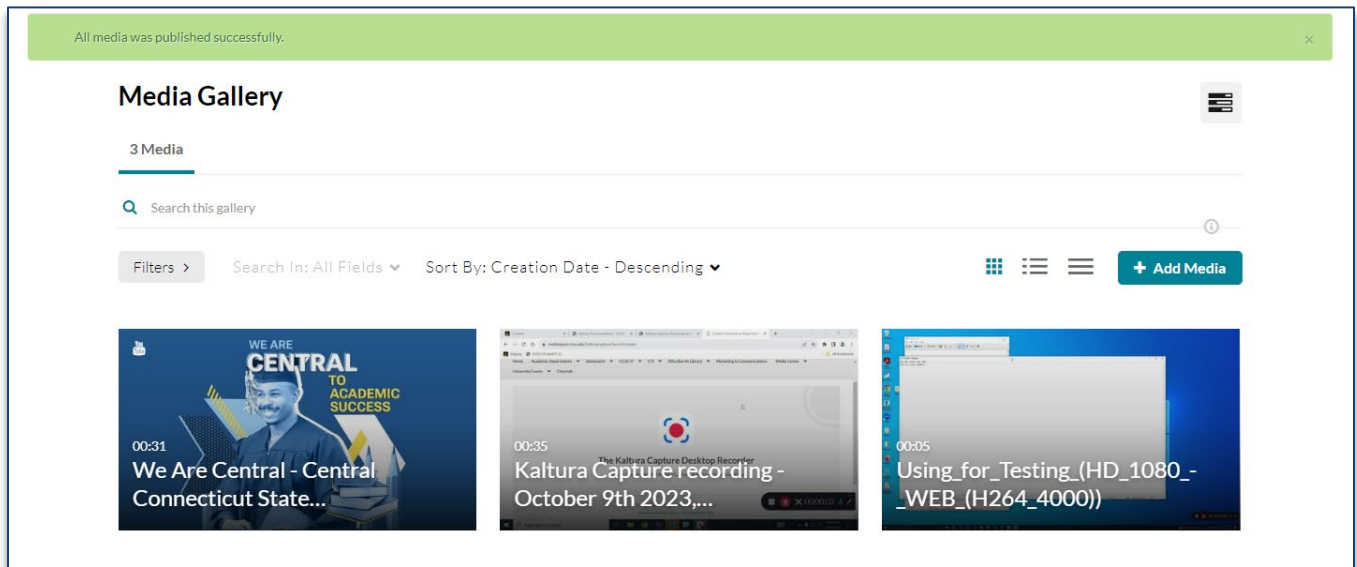 All media was published successfully.
×
Media Gallery
3 Media
Search this gallery
Filters >
Search In: All Fields
Sort By: Creation Date - Descending
+ Add Media
WE ARE
CENTRAL
TO
ACADEMIC
SUCCESS
00:31
We Are Central - Central
Connecticut State...
The Kaltura Capture Desktop Recorder
00:35
Kaltura Capture recording -
October 9th 2023,...
00:05
Using_for_Testing_(HD_1080_-
_WEB_(H264_4000))